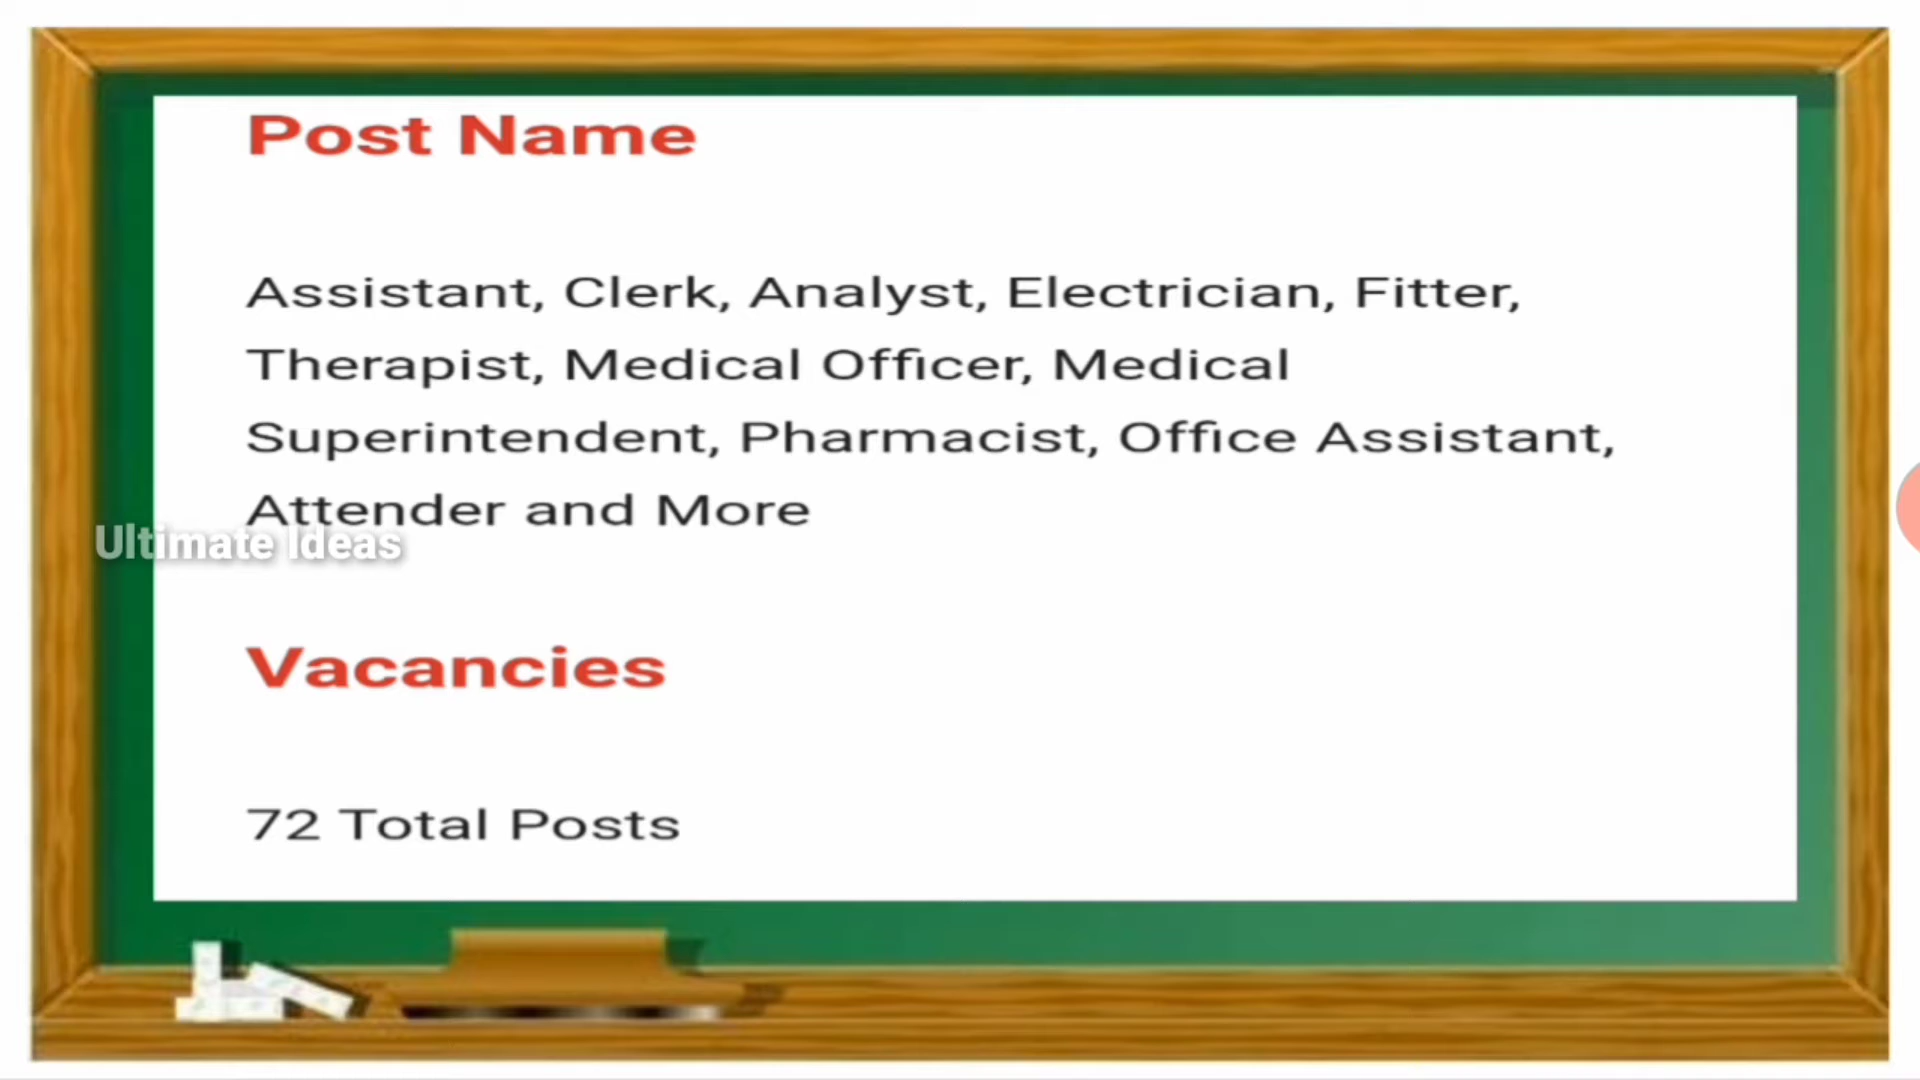 Post Name
Assistant, Clerk, Analyst, Electrician, Fitter,
Therapist, Medical Officer, Medical
Superintendent, Pharmacist, Office Assistant,
Attender and More
Ultimate Ideas
Vacancies
72 Total Posts